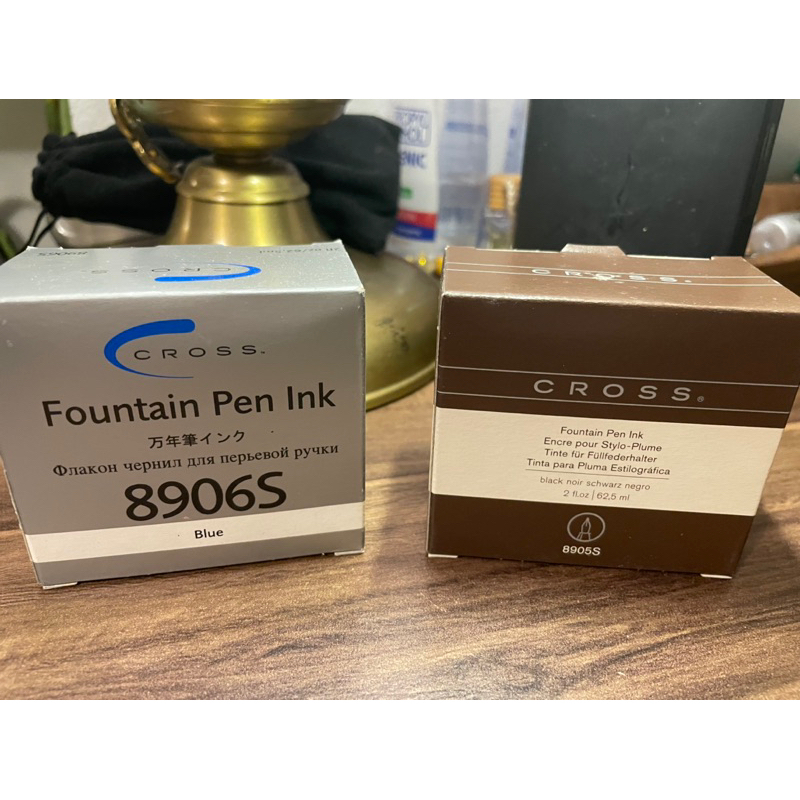 CROSS
CROSS™
Fountain Pen Ink
万年筆インク
Флакон чернил для перьевой ручки
8906S
Blue
CROSS.
CROSS®
Fountain Pen Ink
Encre pour Stylo-Plume
Tinte für Füllfederhalter
Tinta para Pluma Estilográfica
black noir schwarz negro
2 fl.oz | 62,5 ml
8905S